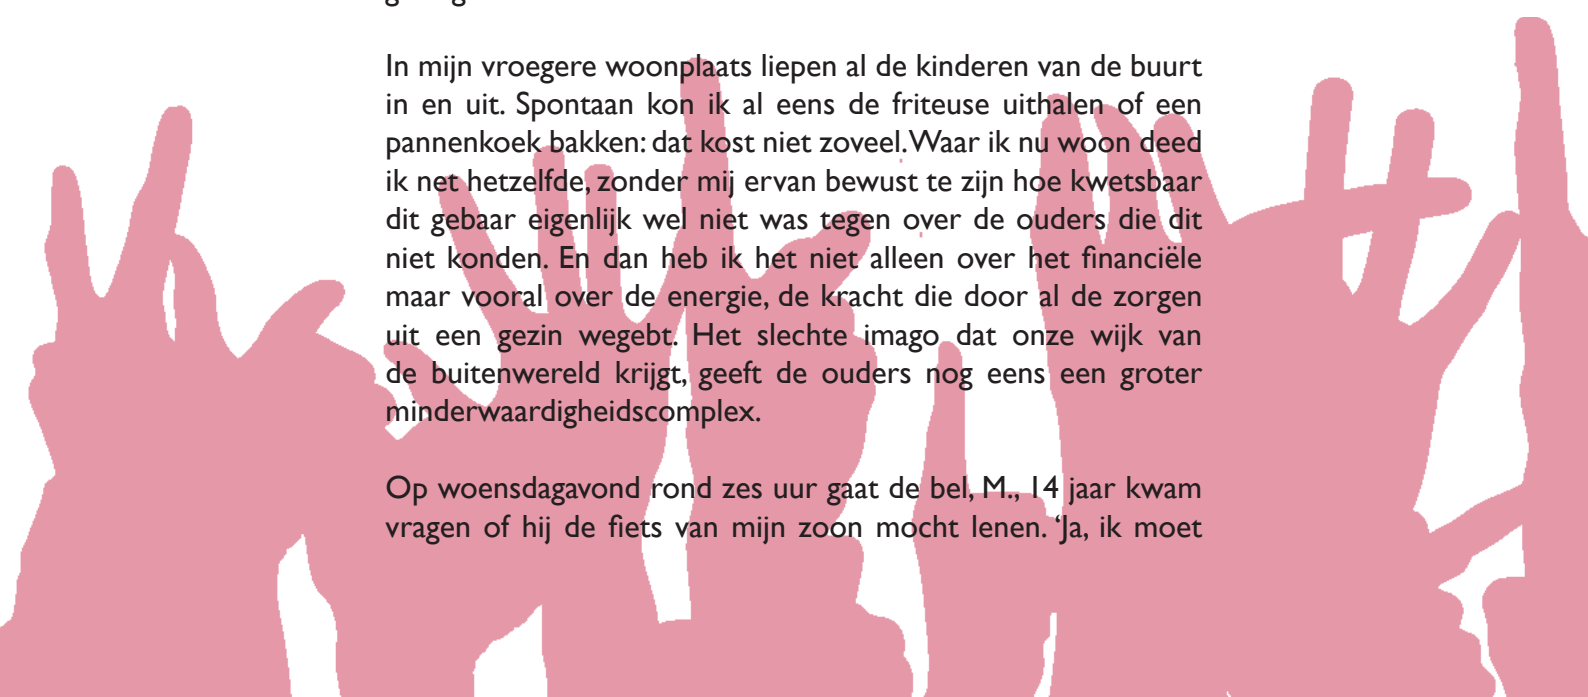 In mijn vroegere woonplaats liepen al de kinderen van de buurt
in en uit. Spontaan kon ik al eens de friteuse uithalen of een
pannenkoek bakken: dat kost niet zoveel. Waar ik nu woon deed
ik net hetzelfde, zonder mij ervan bewust te zijn hoe kwetsbaar
dit gebaar eigenlijk wel niet was tegen over de ouders die dit
niet konden. En dan heb ik het niet alleen over het financiële
maar vooral over de energie, de kracht die door al de zorgen
uit een gezin wegebt. Het slechte imago dat onze wijk van
de buitenwereld krijgt, geeft de ouders nog eens een groter
minderwaardigheidscomplex.
Op woensdagavond rond zes uur gaat de bel, M., 14 jaar kwam
vragen of hij de fiets van mijn zoon mocht lenen. ‘Ja, ik moet